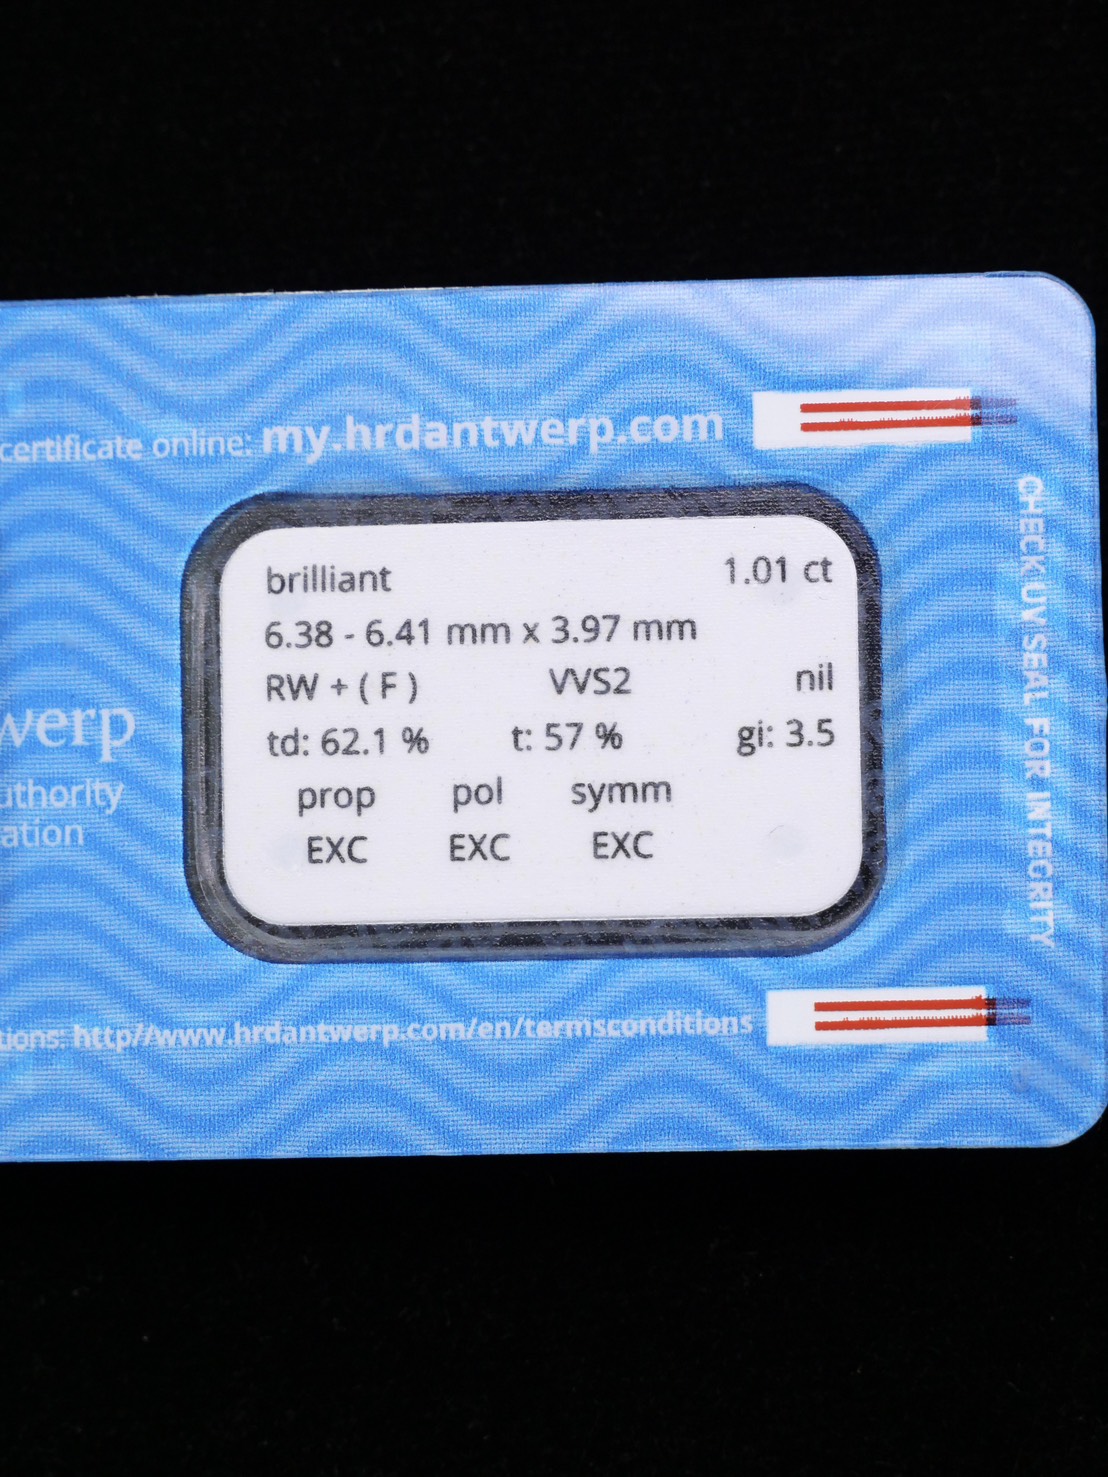 certificate online: my.hrdantwerp.com
brilliant 1.01 ct
6.38 - 6.41 mm x 3.97 mm
RW + ( F ) VVS2 nil
td: 62.1 % t: 57 % gi: 3.5
prop pol symm
EXC EXC EXC
werp
uthority
ation
tions: http//www.hrdantwerp.com/en/termsconditions
CHECK UV SEAL FOR INTEGRITY